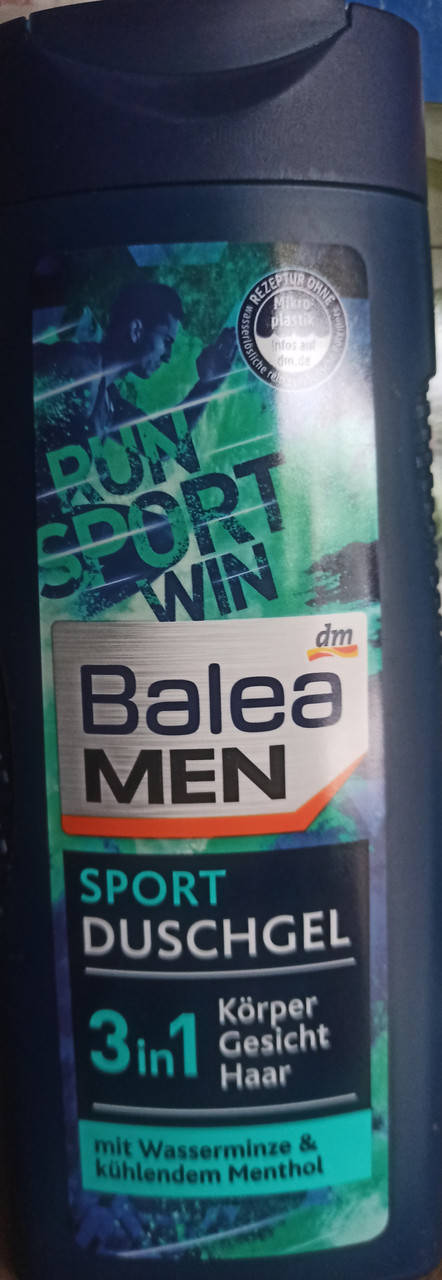 REZEPTUR OHNE
Mikro-
plastik
Infos auf
dm.de
wasserlösliche
RUN
SPORT
WIN
dm
Balea
MEN
SPORT
DUSCHGEL
3in1
Körper
Gesicht
Haar
mit Wasserminze &
kühlendem Menthol